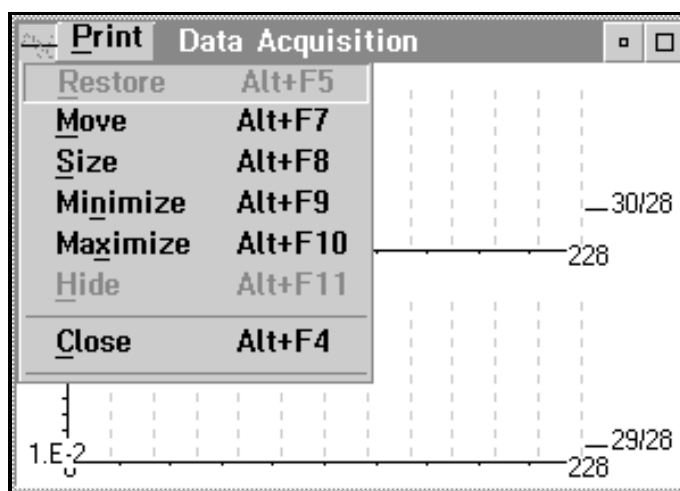 Print Data Acquisition
Restore Alt+F5
Move Alt+F7
Size Alt+F8
Minimize Alt+F9
Maximize Alt+F10
Hide Alt+F11
Close Alt+F4
30/28
228
1.E-2
0
29/28
228